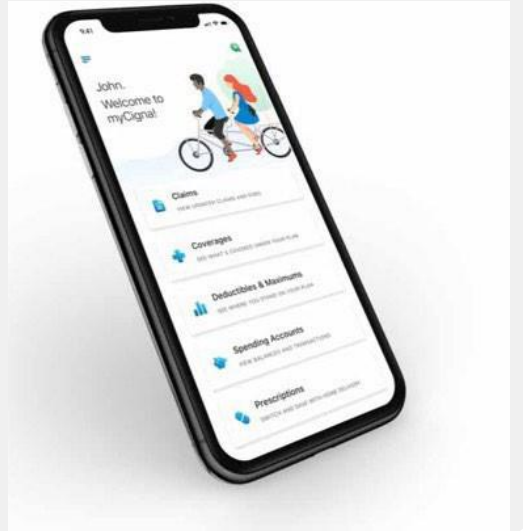 9:41
John.
Welcome to
myCigna!
Claims
VIEW UPDATED CLAIMS AND EOBS
Coverages
SEE WHAT'S COVERED UNDER YOUR PLAN
Deductibles & Maximums
SEE WHERE YOU STAND ON YOUR PLAN
Spending Accounts
VIEW BALANCES AND TRANSACTIONS
Prescriptions
SWITCH AND SAVE WITH HOME DELIVERY